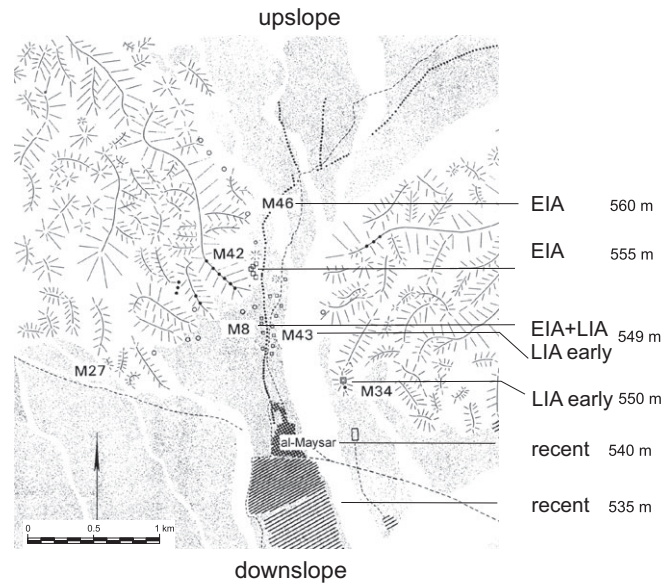 upslope
M46
EIA 560 m
M42
EIA 555 m
M8
M43
EIA+LIA 549 m
LIA early
M27
M34
LIA early 550 m
al-Maysar
recent 540 m
recent 535 m
0 0.5 1 km
downslope